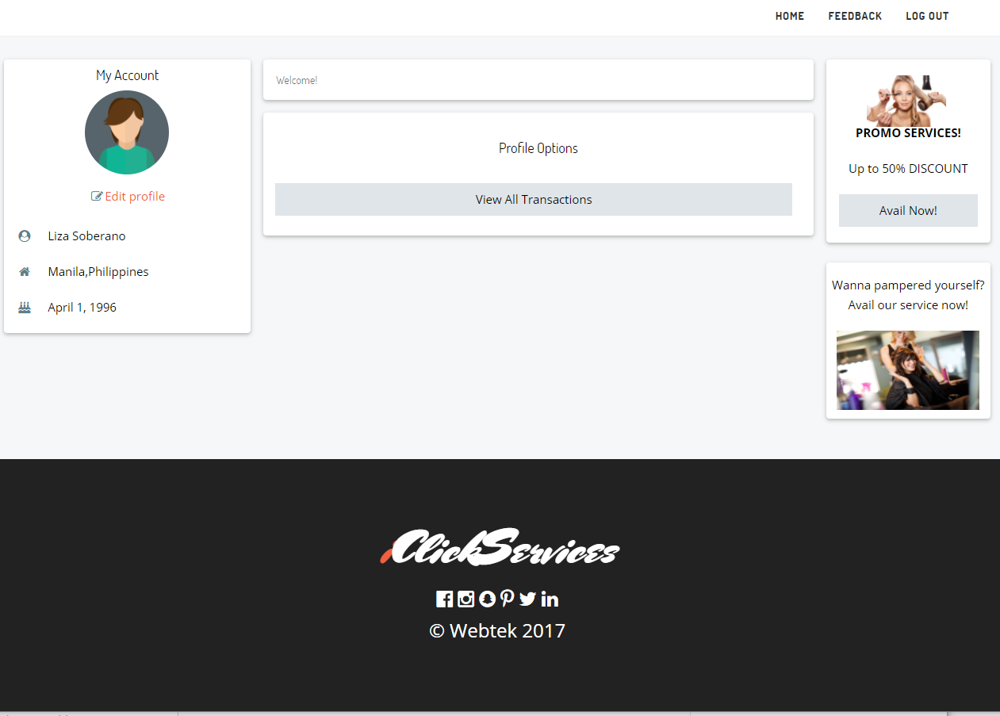 HOME FEEDBACK LOG OUT
My Account
Edit profile
Liza Soberano
Manila,Philippines
April 1, 1996
Welcome!
Profile Options
View All Transactions
PROMO SERVICES!
Up to 50% DISCOUNT
Avail Now!
Wanna pampered yourself?
Avail our service now!
ClickServices
© Webtek 2017